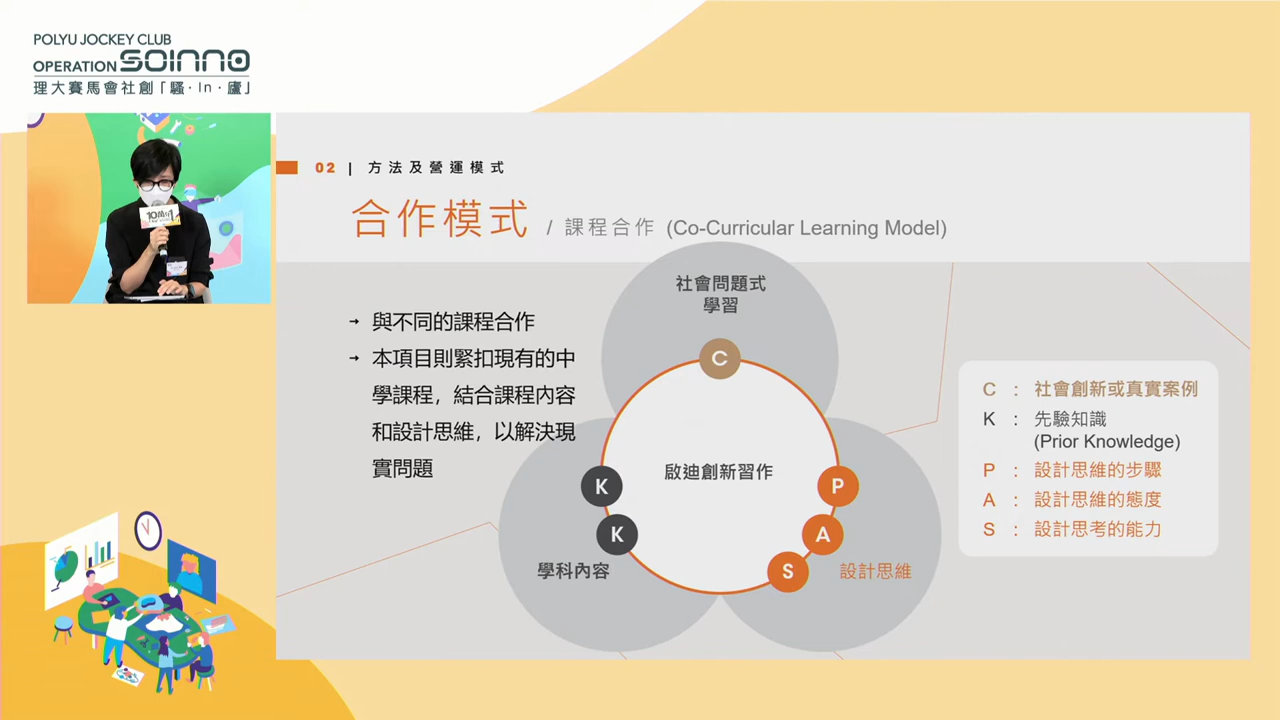 POLYU JOCKEY CLUB
OPERATION SOINNO
理大賽馬會社創「騷·In·廬」
02 | 方法及營運模式
合作模式 / 課程合作 (Co-Curricular Learning Model)
→ 與不同的課程合作
→ 本項目則緊扣現有的中
學課程，結合課程內容
和設計思維，以解決現
實問題
社會問題式
學習
C
啟迪創新習作
K
K
P
A
S
學科內容
設計思維
C : 社會創新或真實案例
K : 先驗知識
(Prior Knowledge)
P : 設計思維的步驟
A : 設計思維的態度
S : 設計思考的能力